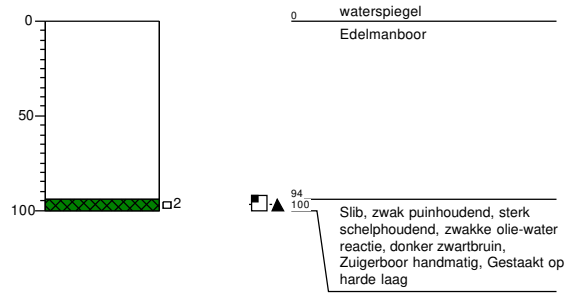 0
waterspiegel
0
Edelmanboor
50
94
100
2
100
Slib, zwak puinhoudend, sterk
schelphoudend, zwakke olie-water
reactie, donker zwartbruin,
Zuigerboor handmatig, Gestaakt op
harde laag